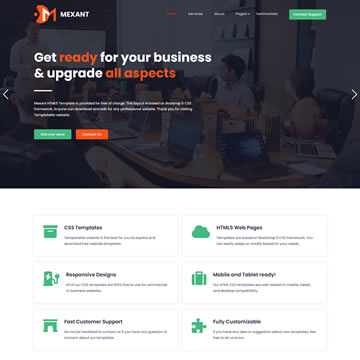 MEXANT
Home Services About Pages Testimonials Contact Support
Get ready for your business
& upgrade all aspects
Mexant HTML5 Template is provided for free of charge. This layout is based on Bootstrap 5 CSS
framework. Anyone can download and edit for any professional website. Thank you for visiting
TemplateMo website.
Discover More Contact Us
CSS Templates
TemplateMo website is the best for you to explore and
download free website templates.
HTML5 Web Pages
Templates are based on Bootstrap 5 CSS framework. You
can easily adapt or modify based on your needs.
Responsive Designs
All of our CSS templates are 100% free to use for commercial
or business websites.
Mobile and Tablet ready!
Our HTML CSS templates are well-tested on mobile, tablet,
and desktop compatibility.
Fast Customer Support
Do not be hesitated to contact us if you have any question or
concern about our templates.
Fully Customizable
If you have any idea or suggestion about new templates, feel
free to let us know.